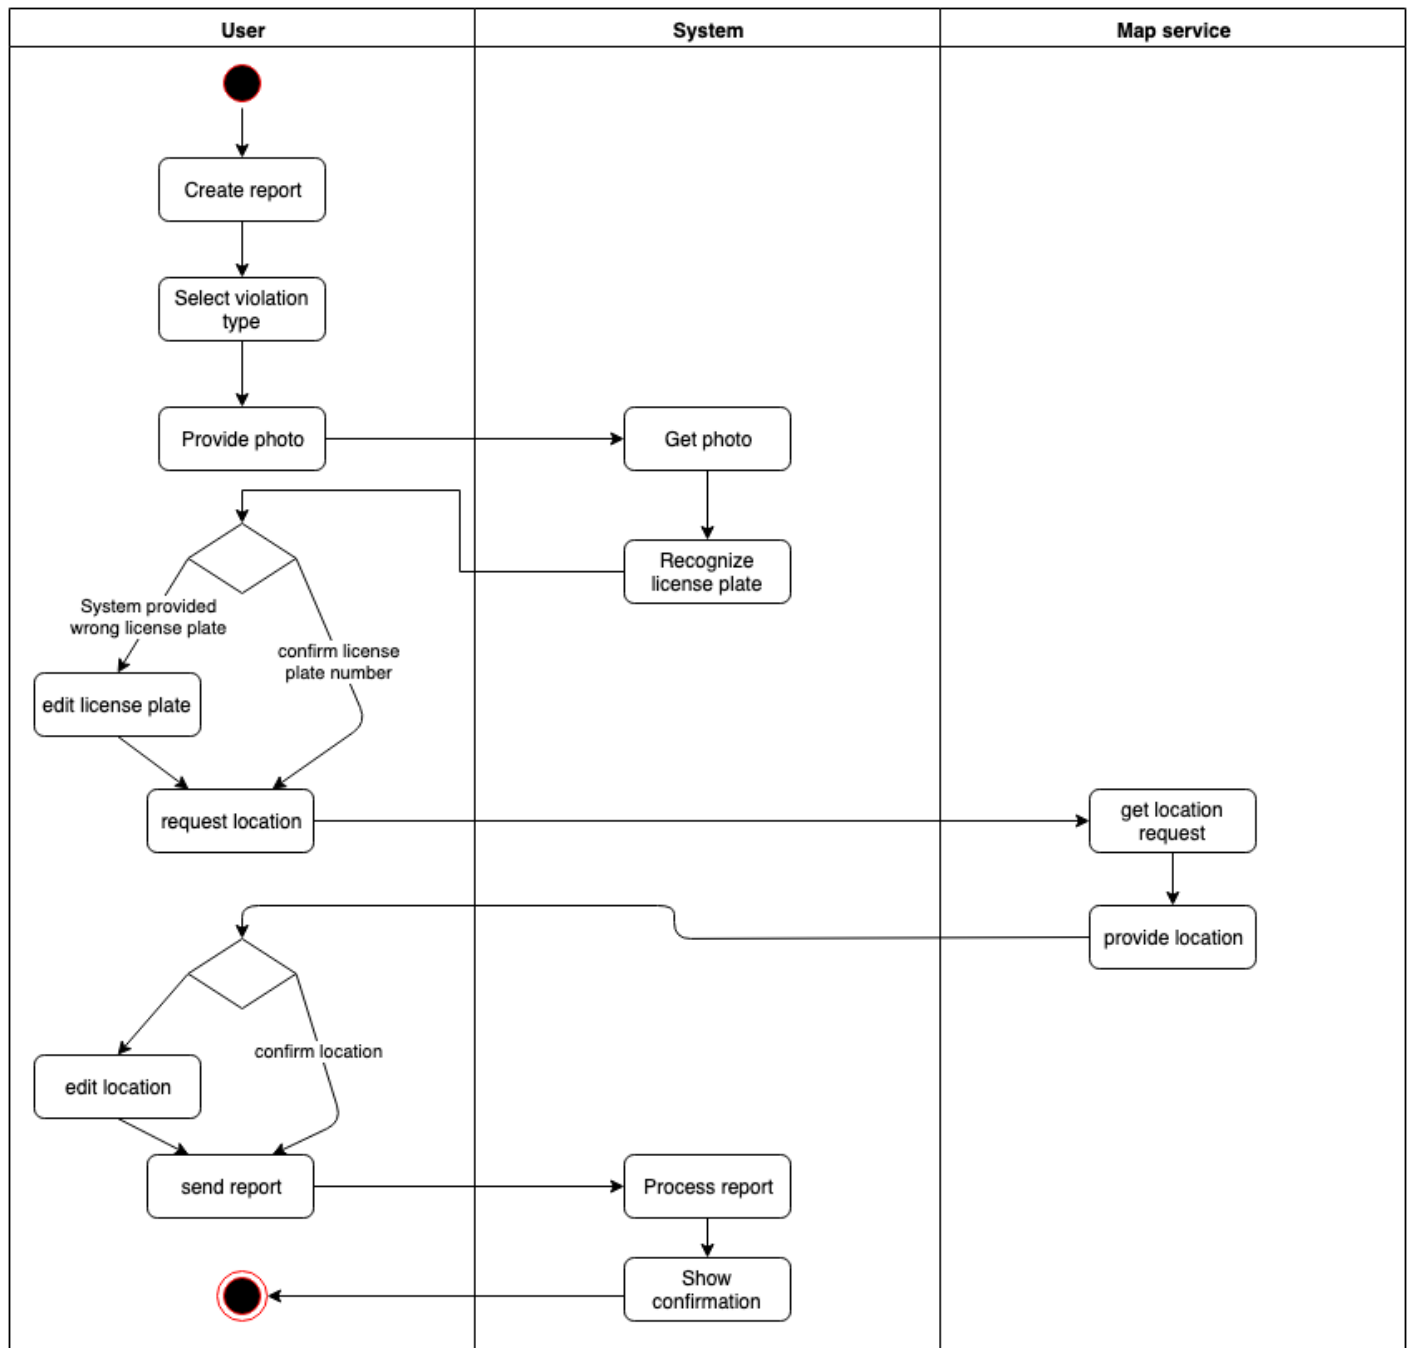 User
System
Map service
Create report
Select violation
type
Provide photo
Get photo
Recognize
license plate
System provided
wrong license plate
confirm license
plate number
edit license plate
request location
get location
request
provide location
confirm location
edit location
send report
Process report
Show
confirmation